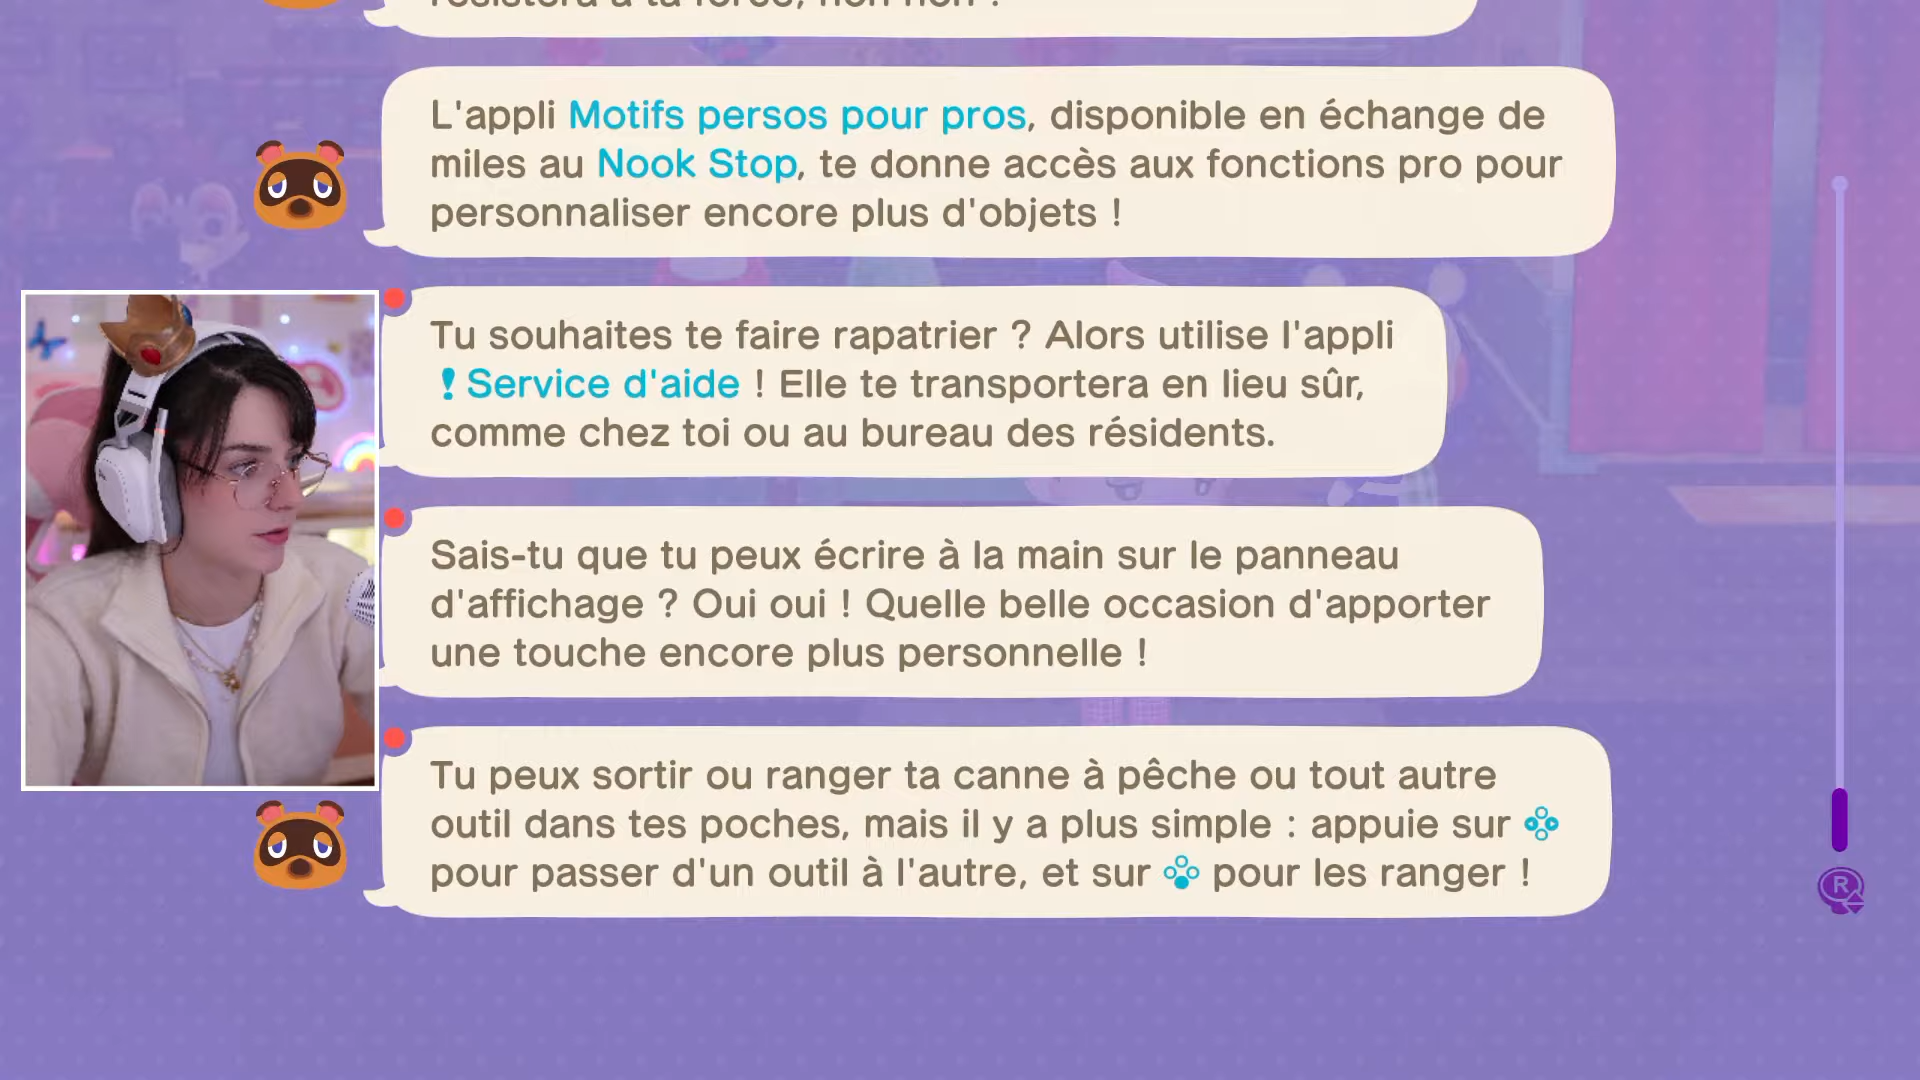 L'appli Motifs persos pour pros, disponible en échange de
miles au Nook Stop, te donne accès aux fonctions pro pour
personnaliser encore plus d'objets !
Tu souhaites te faire rapatrier ? Alors utilise l'appli
! Service d'aide ! Elle te transportera en lieu sûr,
comme chez toi ou au bureau des résidents.
Sais-tu que tu peux écrire à la main sur le panneau
d'affichage ? Oui oui ! Quelle belle occasion d'apporter
une touche encore plus personnelle !
Tu peux sortir ou ranger ta canne à pêche ou tout autre
outil dans tes poches, mais il y a plus simple : appuie sur
pour passer d'un outil à l'autre, et sur pour les ranger !
R